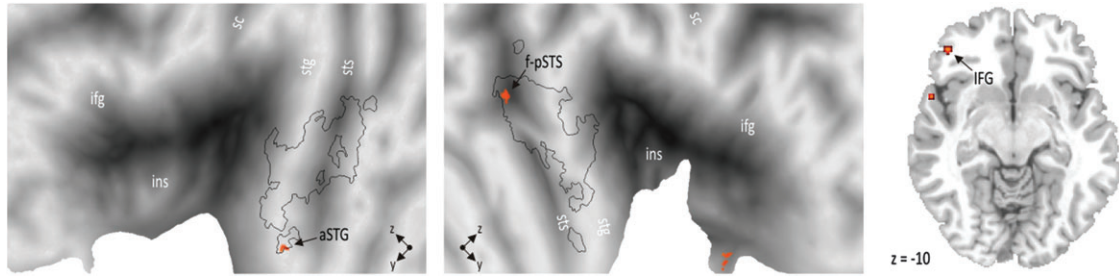 sc
stg
sts
ifg
ins
aSTG
z
y
sc
f-pSTS
ifg
ins
sts
stg
z
y
IFG
z = -10